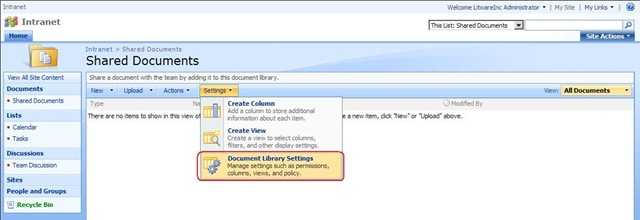 Intranet
Welcome LitwareInc Administrator
My Site
My Links
Intranet
This List: Shared Documents
Home
Site Actions
Intranet > Shared Documents
Shared Documents
View All Site Content
Documents
Shared Documents
Lists
Calendar
Tasks
Discussions
Team Discussion
Sites
People and Groups
Recycle Bin
Share a document with the team by adding it to this document library.
New Upload Actions Settings
View: All Documents
Type Modified By
There are no items to show in this view of
e a new item, click "New" or "Upload" above.
Create Column
Add a column to store additional
information about each item.
Create View
Create a view to select columns,
filters, and other display settings.
Document Library Settings
Manage settings such as permissions,
columns, views, and policy.